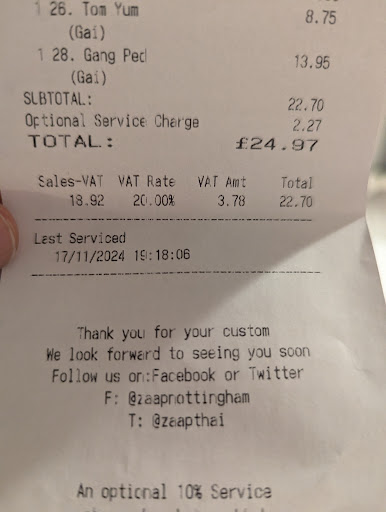 1 26. Tom Yum 8.75
(Gai)
1 28. Gang Ped 13.95
(Gai)
SUBTOTAL: 22.70
Optional Service Charge 2.27
TOTAL: £24.97
Sales-VAT VAT Rate VAT Amt Total
18.92 20.00% 3.78 22.70
Last Serviced
17/11/2024 19:18:06
Thank you for your custom
We look forward to seeing you soon
Follow us on:Facebook or Twitter
F: @zaapnottingham
T: @zaapthai
An optional 10% Service